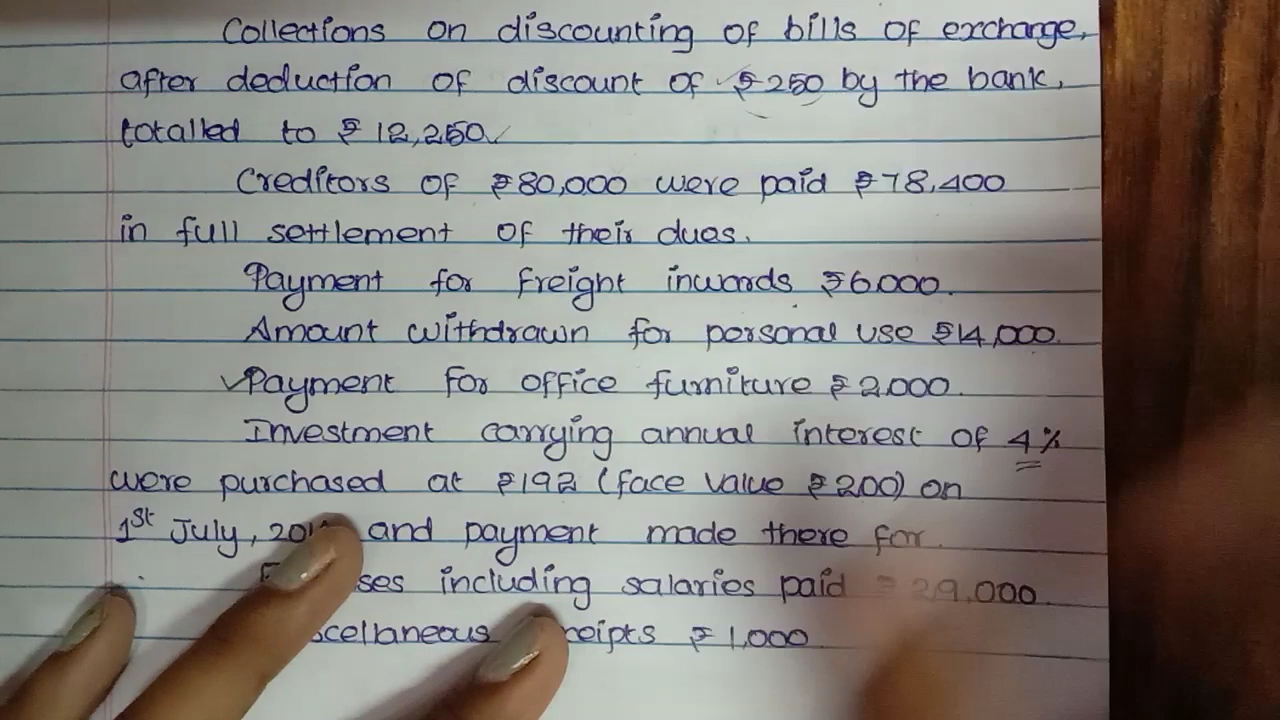 Collections on discounting of bills of exchange,
after deduction of discount of ₹250 by the bank,
totalled to ₹12,250
Creditors of ₹80,000 were paid ₹78,400
in full settlement of their dues.
Payment for freight inwards ₹6,000.
Amount withdrawn for personal use ₹14,000.
Payment for office furniture ₹2,000.
Investment carrying annual interest of 4%
were purchased at ₹192 (face value ₹200) on
1st July, and payment made there for.
including salaries paid ₹29,000.
₹1,000